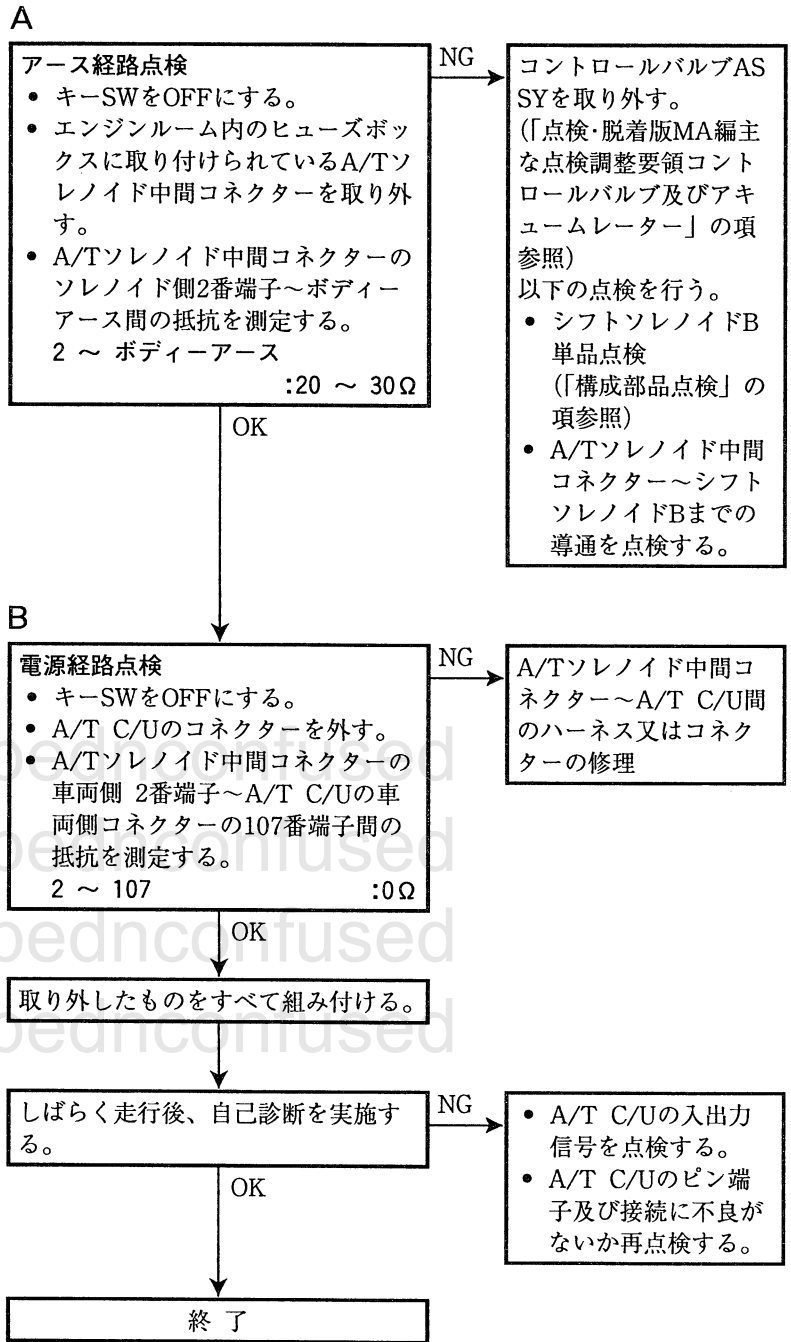 A
アース経路点検
• キーSWをOFFにする。
• エンジンルーム内のヒューズボッ
クスに取り付けられているA/Tソ
レノイド中間コネクターを取り外
す。
• A/Tソレノイド中間コネクターの
ソレノイド側2番端子～ボディー
アース間の抵抗を測定する。
2 ～ ボディーアース
:20 ～ 30Ω
NG
コントロールバルブAS
SYを取り外す。
(「点検・脱着版MA編主
な点検調整要領コント
ロールバルブ及びアキ
ュームレーター」の項
参照)
以下の点検を行う。
• シフトソレノイドB
単品点検
(「構成部品点検」の
項参照)
• A/Tソレノイド中間
コネクター～シフト
ソレノイドBまでの
導通を点検する。
OK
B
電源経路点検
• キーSWをOFFにする。
• A/T C/Uのコネクターを外す。
• A/Tソレノイド中間コネクターの
車両側 2番端子～A/T C/Uの車
両側コネクターの107番端子間の
抵抗を測定する。
2 ～ 107 :0Ω
NG
A/Tソレノイド中間コ
ネクター～A/T C/U間
のハーネス又はコネク
ターの修理
OK
取り外したものをすべて組み付ける。
しばらく走行後、自己診断を実施す
る。
NG
• A/T C/Uの入出力
信号を点検する。
• A/T C/Uのピン端
子及び接続に不良が
ないか再点検する。
OK
終 了
pednconfused
pednconfused
pednconfused
pednconfused